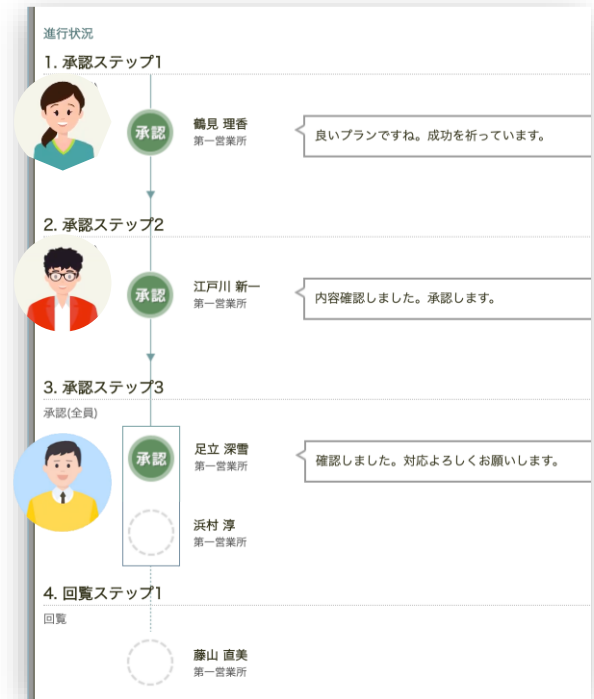 進行状況
1. 承認ステップ1
承認
鶴見 理香
第一営業所
良いプランですね。成功を祈っています。
2. 承認ステップ2
承認
江戸川 新一
第一営業所
内容確認しました。承認します。
3. 承認ステップ3
承認(全員)
承認
足立 深雪
第一営業所
確認しました。対応よろしくお願いします。
浜村 淳
第一営業所
4. 回覧ステップ1
回覧
藤山 直美
第一営業所